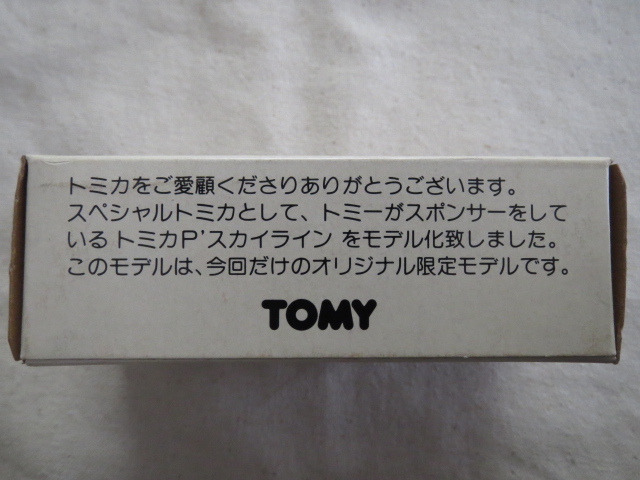 トミカをご愛顧くださりありがとうございます。
スペシャルトミカとして、トミーがスポンサーをして
いるトミカP'スカイライン をモデル化致しました。
このモデルは、今回だけのオリジナル限定モデルです。
TOMY